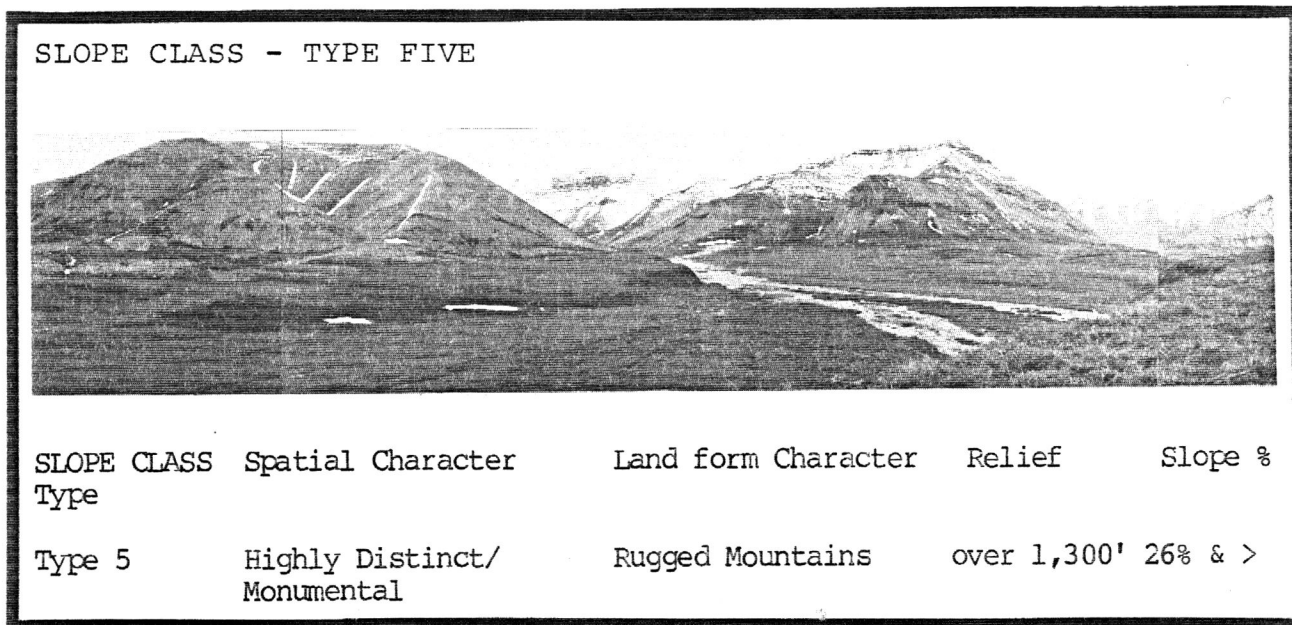 SLOPE CLASS - TYPE FIVE
SLOPE CLASS Spatial Character Land form Character Relief Slope %
Type
Type 5 Highly Distinct/ Rugged Mountains over 1,300' 26% & >
Monumental